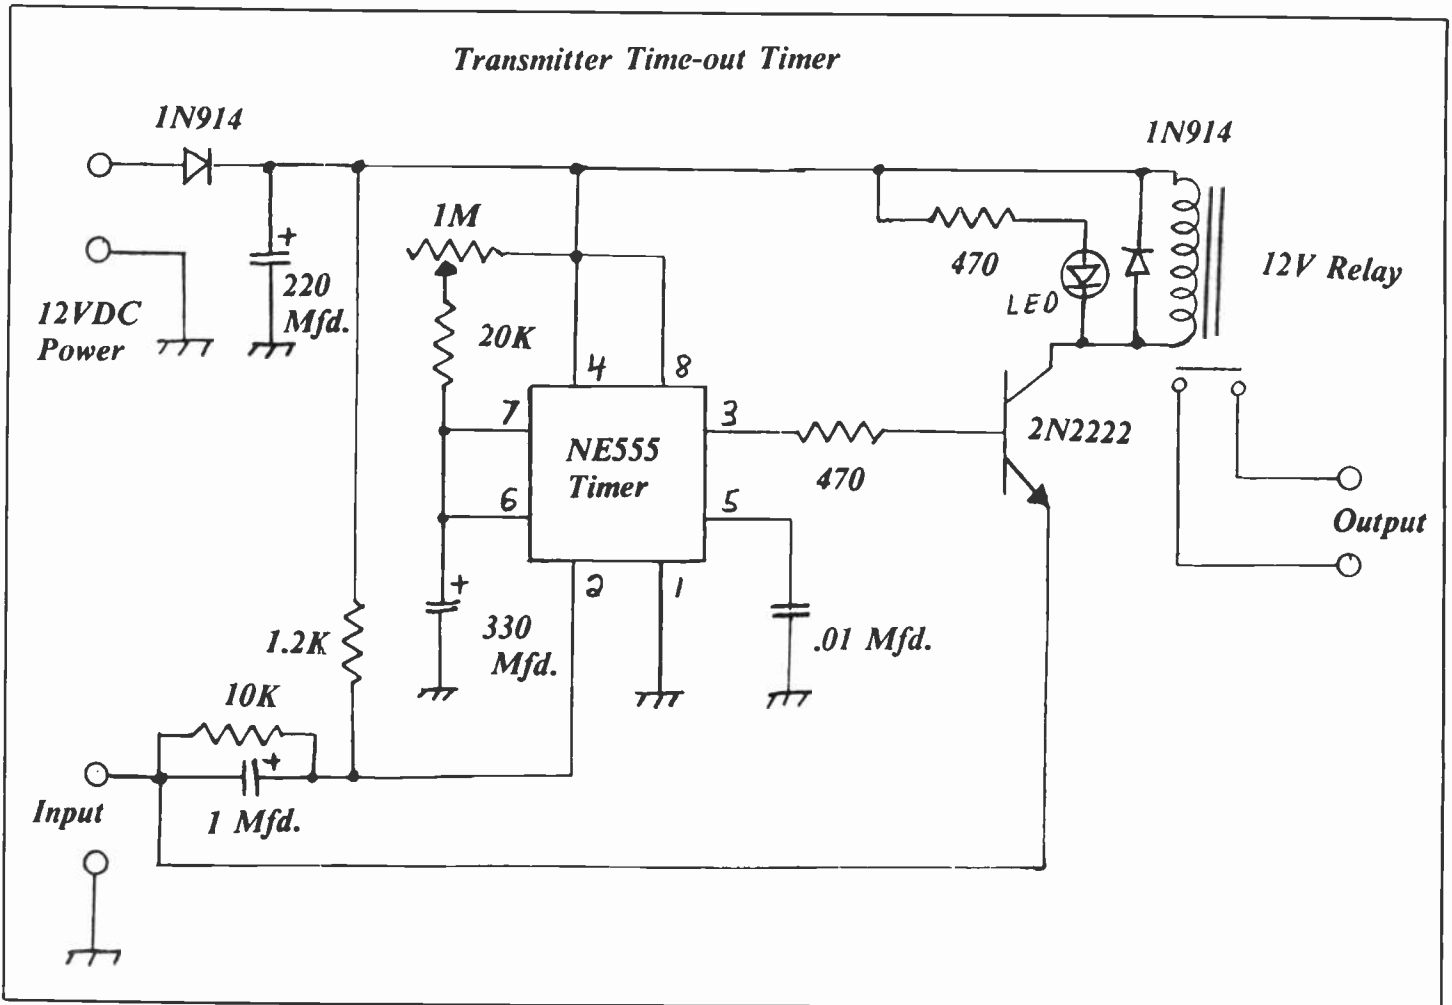 Transmitter Time-out Timer
1N914
1N914
+
1M
220
Mfd.
12VDC
Power
20K
470
LED
12V Relay
4
8
7
3
NE555
Timer
6
5
470
2N2222
Output
2
1
+
330
Mfd.
.01 Mfd.
1.2K
10K
+
1 Mfd.
Input